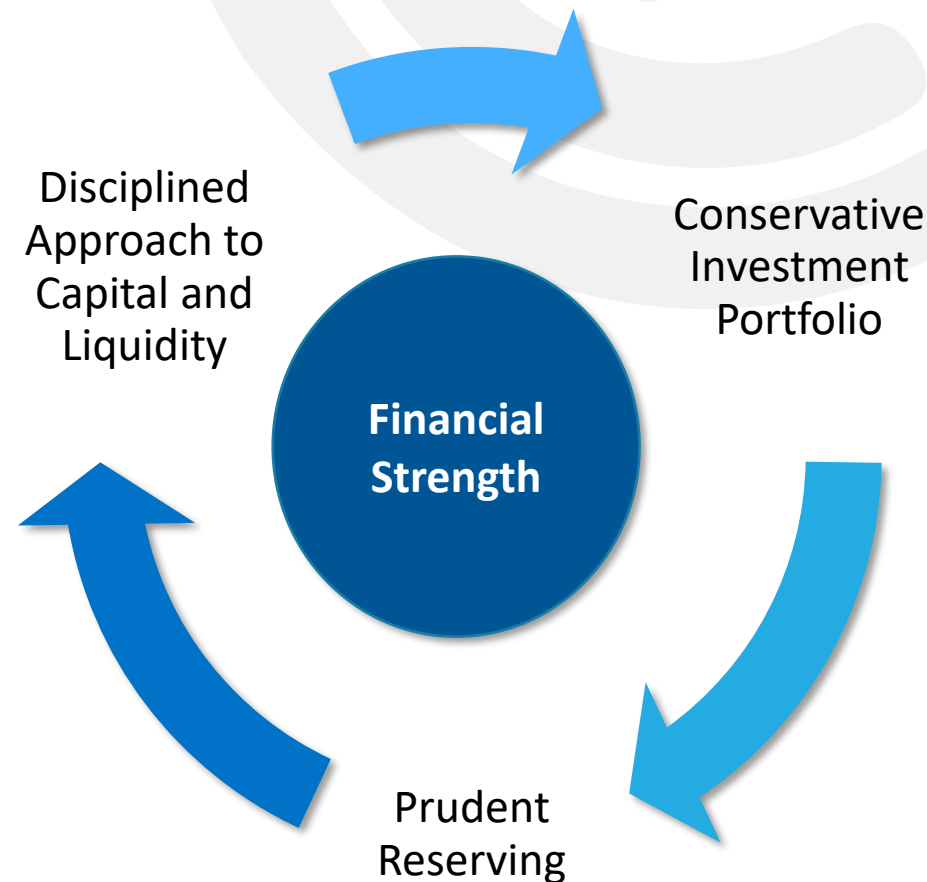 Disciplined
Approach to
Capital and
Liquidity
Conservative
Investment
Portfolio
Financial
Strength
Prudent
Reserving